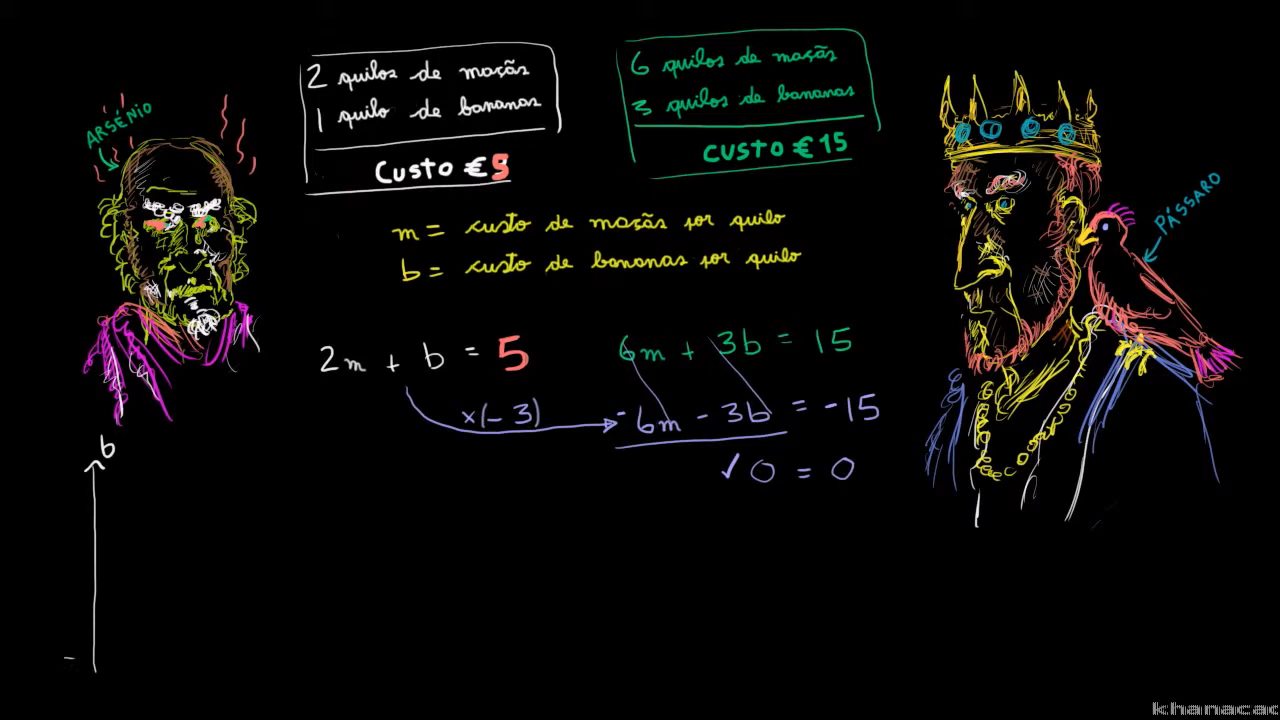 ARSÉNIO
2 quilos de maçãs
1 quilo de bananas
Custo € 5
6 quilos de maçãs
3 quilos de bananas
CUSTO € 15
PÁSSARO
m = custo de maçãs por quilo
b = custo de bananas por quilo
2m + b = 5
6m + 3b = 15
×(-3)
-6m - 3b = -15
✓ 0 = 0
b
khanacac